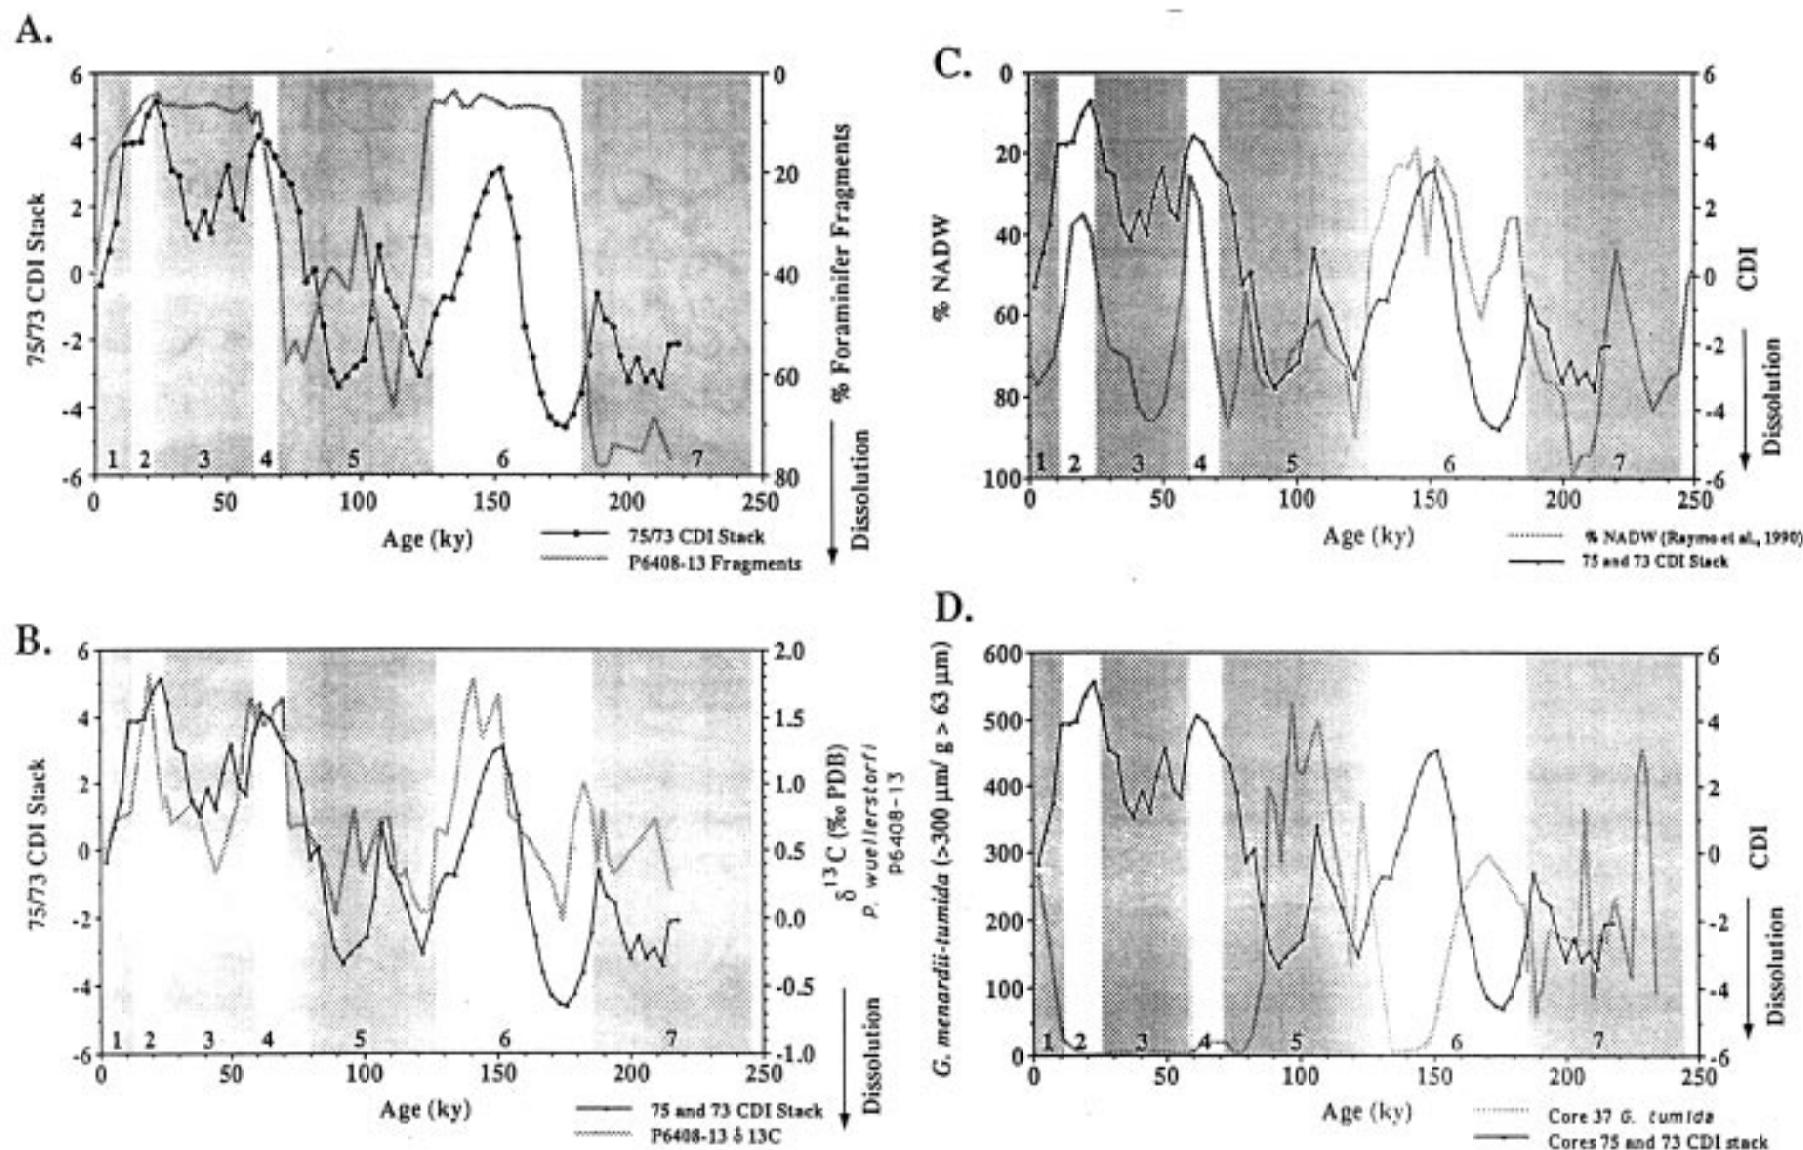 A.
6
4
2
0
-2
-4
-6
75/73 CDI Stack
0
20
40
60
80
% Foraminifer Fragments
Dissolution
1 2 3 4 5 6 7
0 50 100 150 200 250
Age (ky)
75/73 CDI Stack
P6408-13 Fragments
B.
6
4
2
0
-2
-4
-6
75/73 CDI Stack
2.0
1.5
1.0
0.5
0.0
-0.5
-1.0
δ13C (‰ PDB)
P. wuellerstorfi
P6408-13
Dissolution
1 2 3 4 5 6 7
0 50 100 150 200 250
Age (ky)
75 and 73 CDI Stack
P6408-13 δ 13C
C.
0
20
40
60
80
100
% NADW
6
4
2
0
-2
-4
-6
CDI
Dissolution
1 2 3 4 5 6 7
0 50 100 150 200 250
Age (ky)
% NADW (Raymo et al., 1990)
75 and 73 CDI Stack
D.
600
500
400
300
200
100
0
G. menardii-tumida (>300 μm/ g > 63 μm)
6
4
2
0
-2
-4
-6
CDI
Dissolution
1 2 3 4 5 6 7
0 50 100 150 200 250
Age (ky)
Core 37 G. tumida
Cores 75 and 73 CDI stack